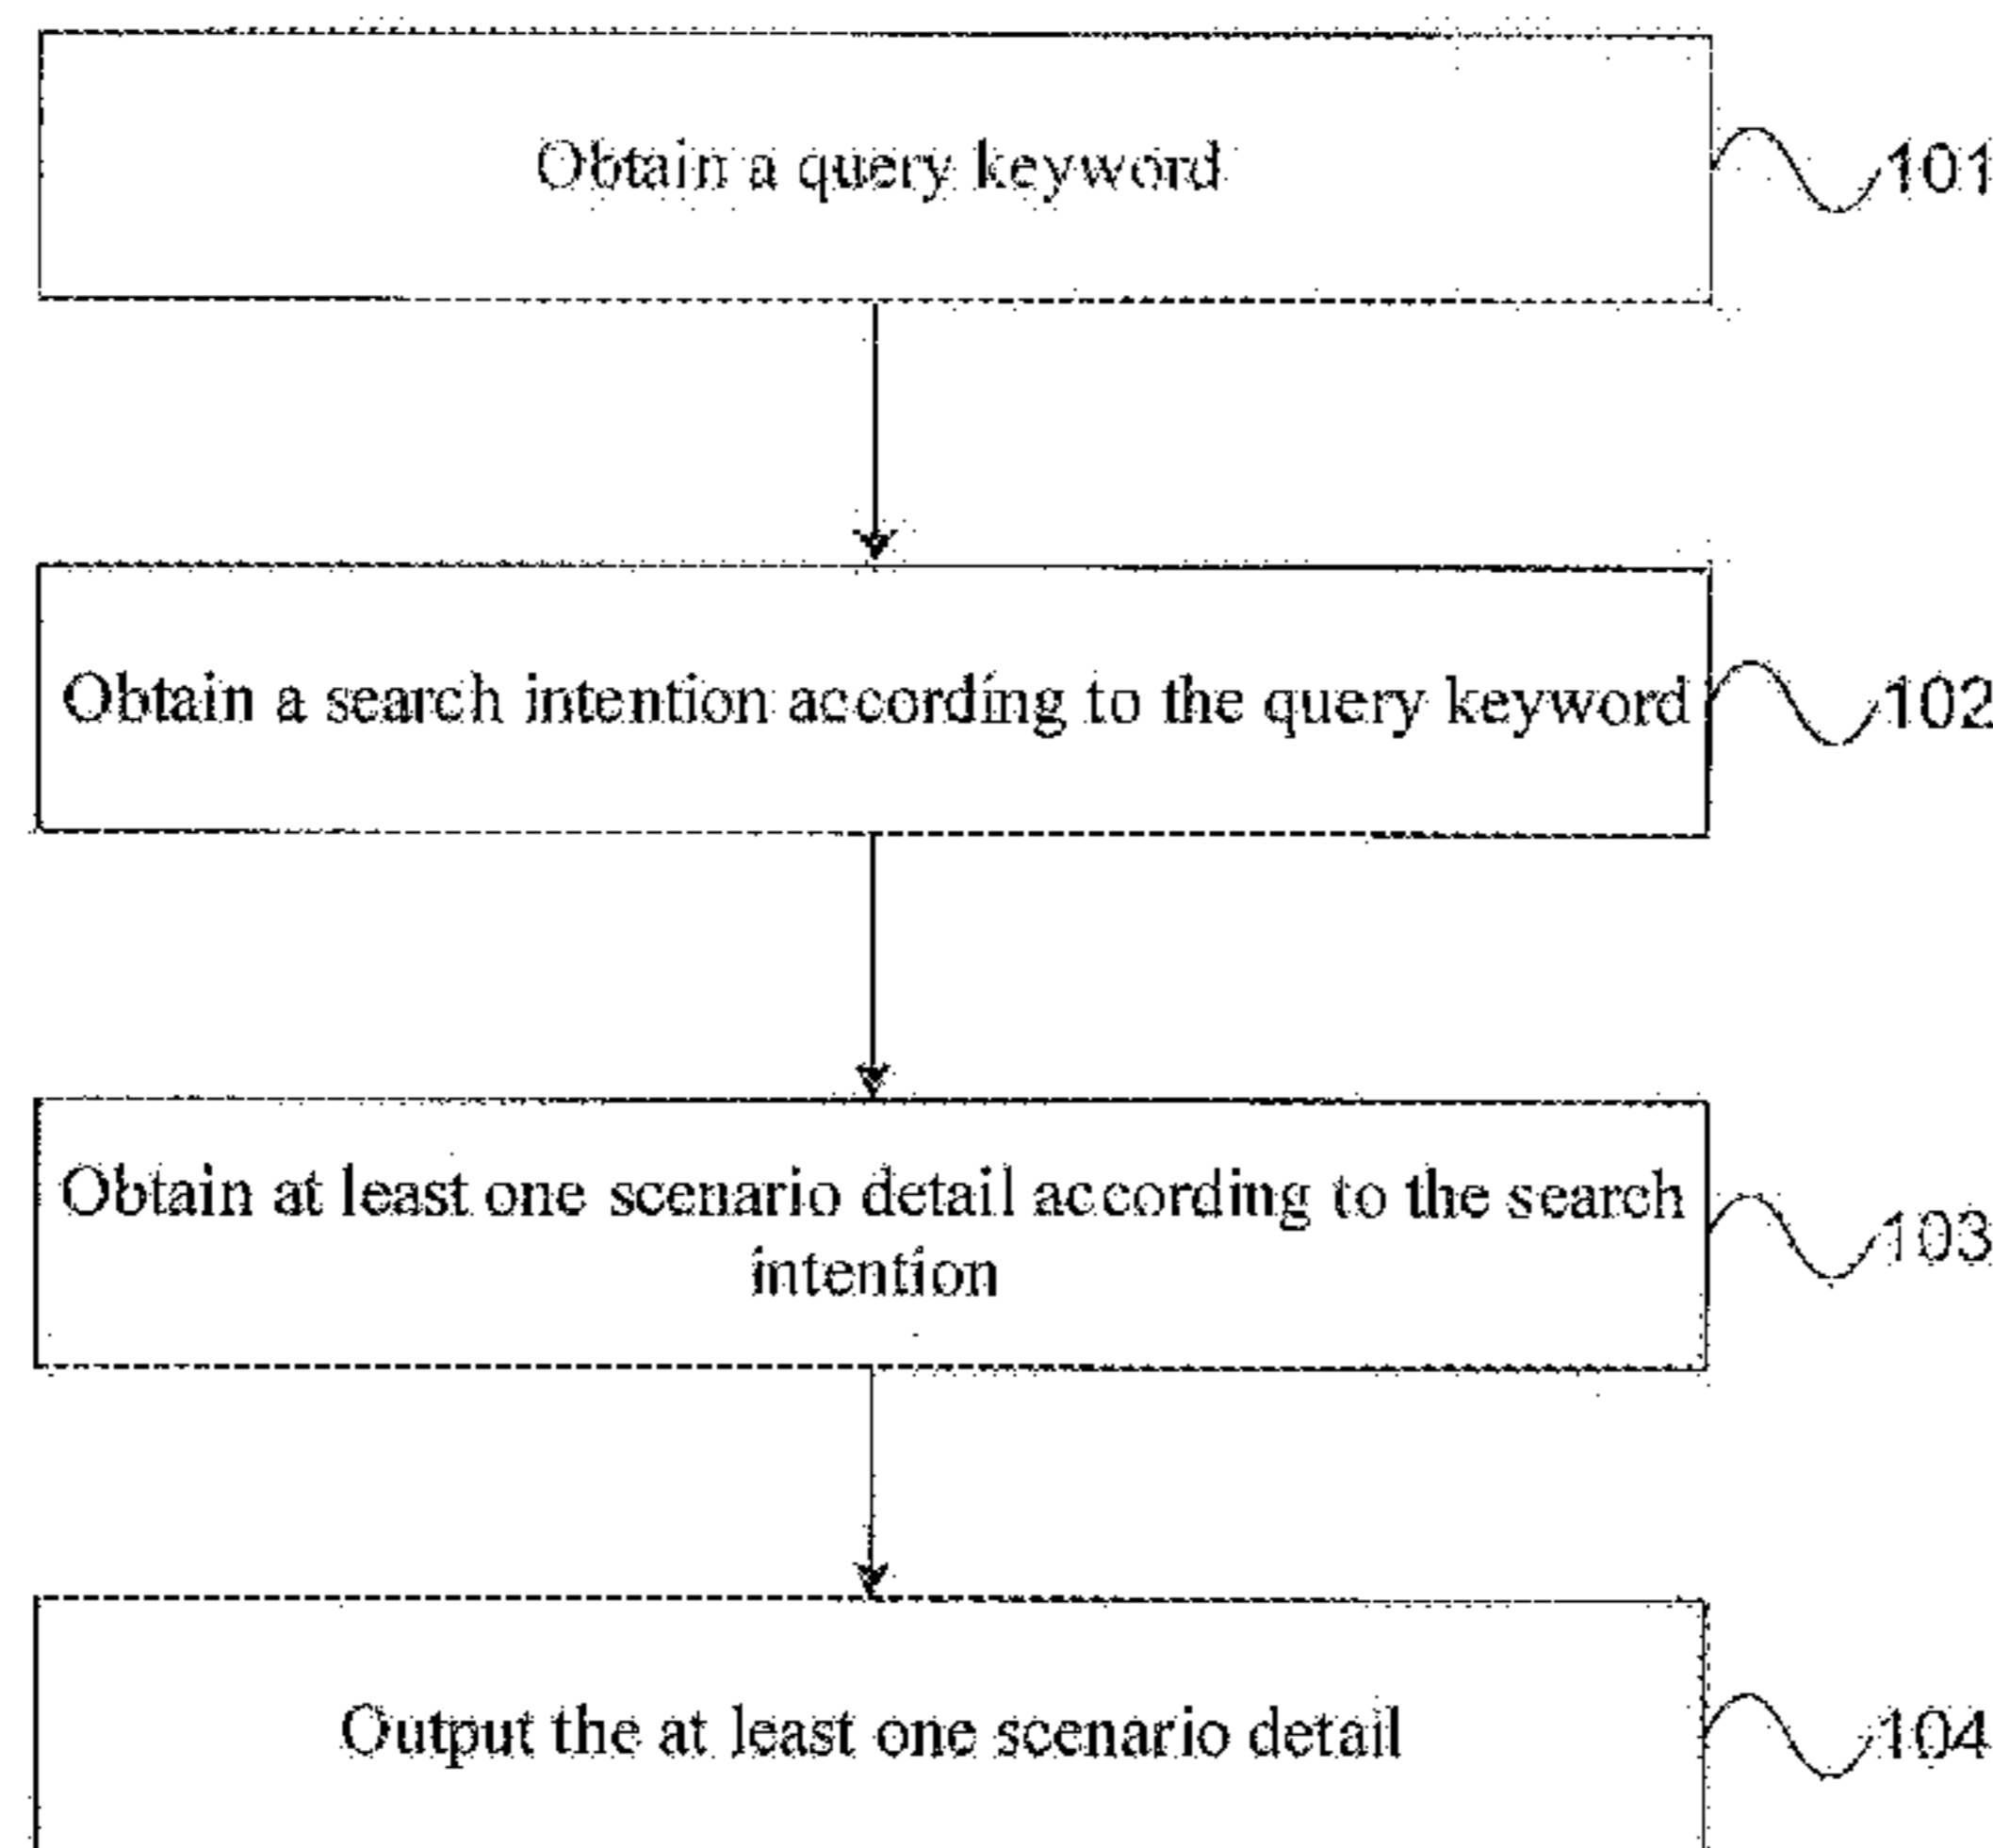 Obtain a query keyword
101
Obtain a search intention according to the query keyword
102
Obtain at least one scenario detail according to the search
intention
103
Output the at least one scenario detail
104